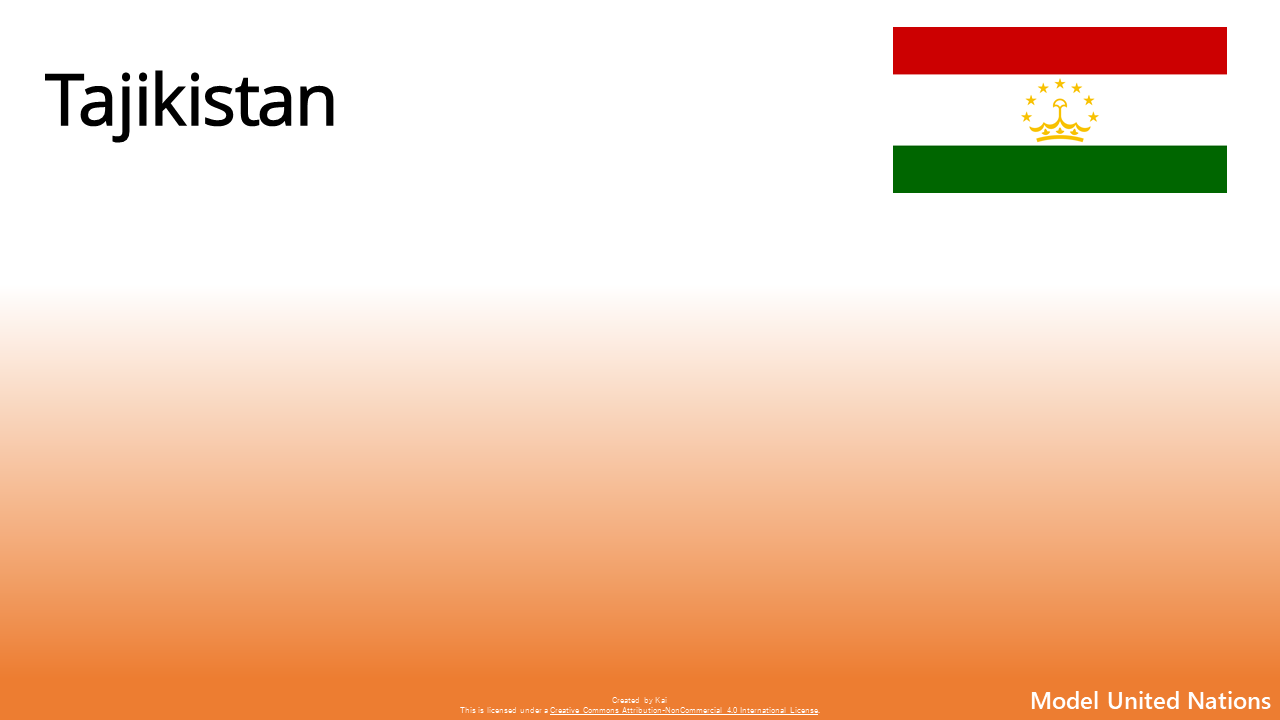 Tajikistan
Created by Kai
This is licensed under a Creative Commons Attribution-NonCommercial 4.0 International License.
Model United Nations